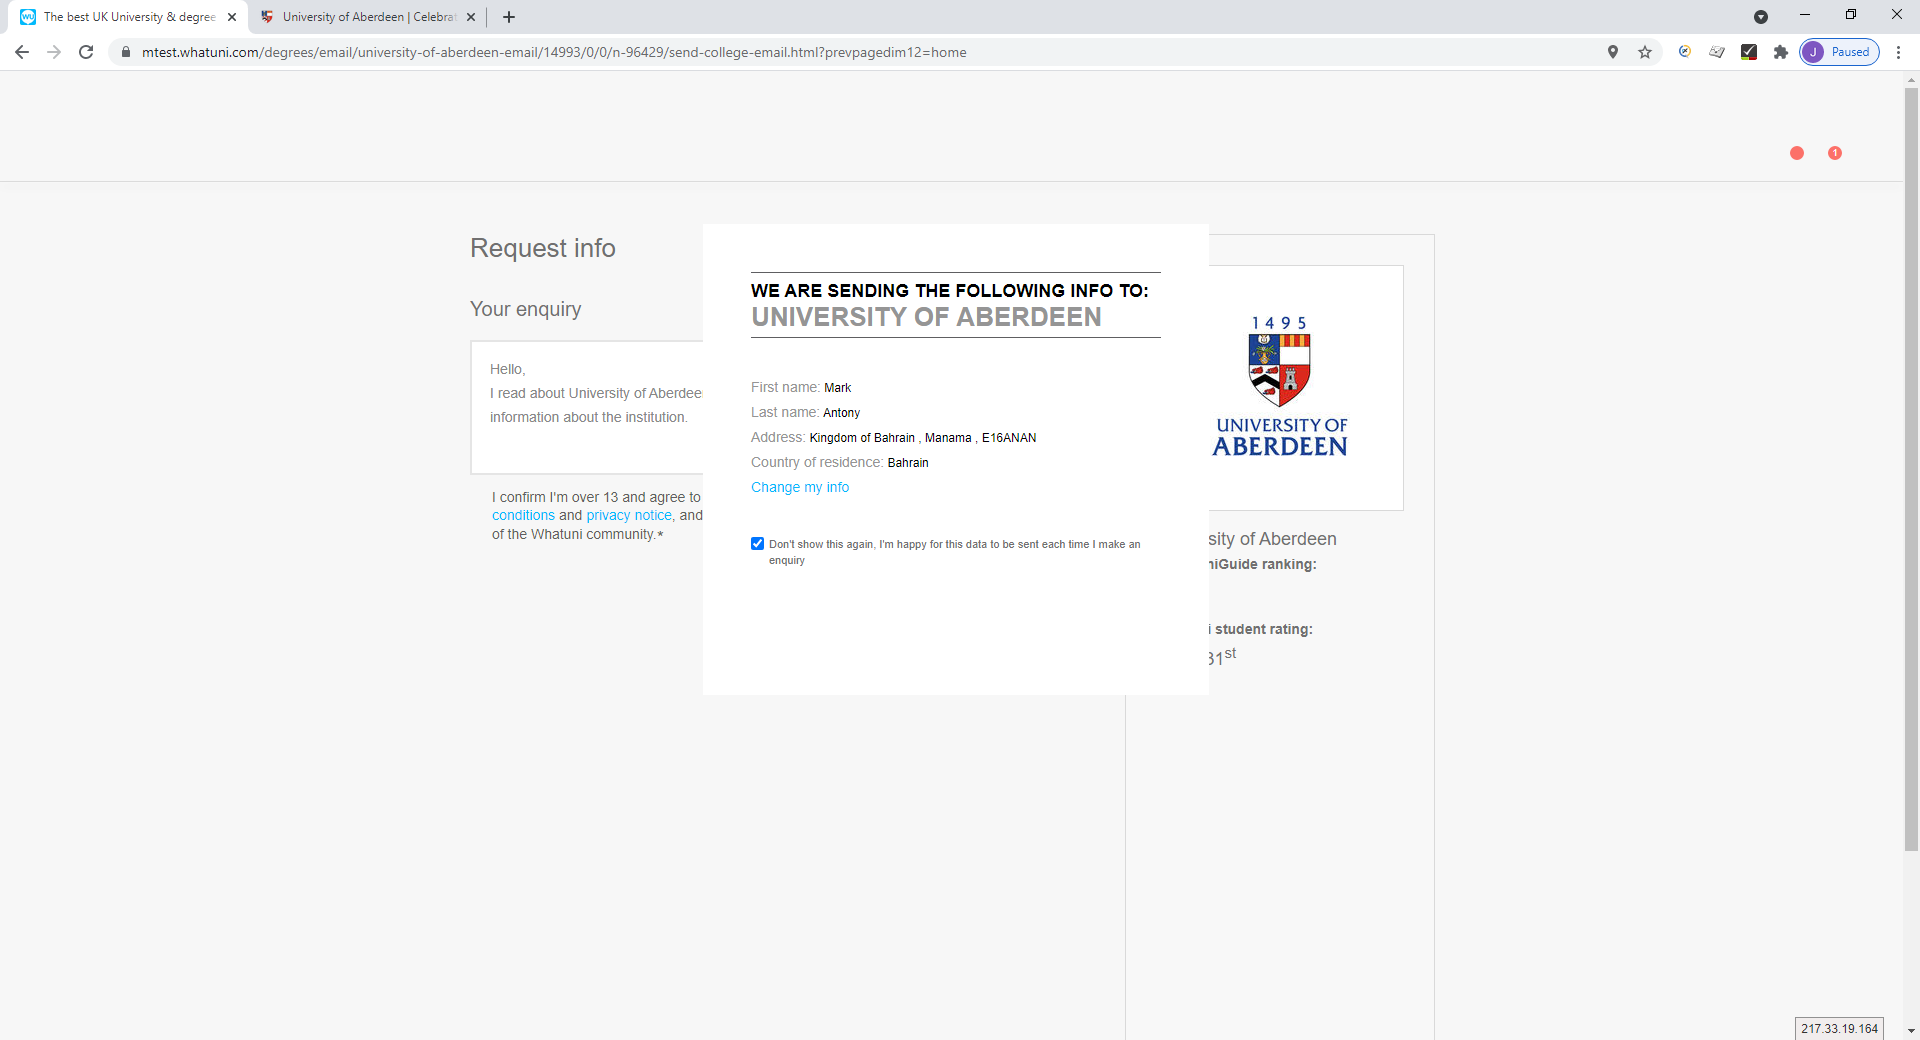 The best UK University & degree
University of Aberdeen | Celebrat
mtest.whatuni.com/degrees/email/university-of-aberdeen-email/14993/0/0/n-96429/send-college-email.html?prevpagedim12=home
J Paused
1
Request info
Your enquiry
Hello,
I read about University of Aberdee
information about the institution.
I confirm I'm over 13 and agree to
conditions and privacy notice, and
of the Whatuni community.*
WE ARE SENDING THE FOLLOWING INFO TO:
UNIVERSITY OF ABERDEEN
First name: Mark
Last name: Antony
Address: Kingdom of Bahrain , Manama , E16ANAN
Country of residence: Bahrain
Change my info
Don't show this again, I'm happy for this data to be sent each time I make an
enquiry
1495
UNIVERSITY OF
ABERDEEN
sity of Aberdeen
niGuide ranking:
i student rating:
31st
217.33.19.164